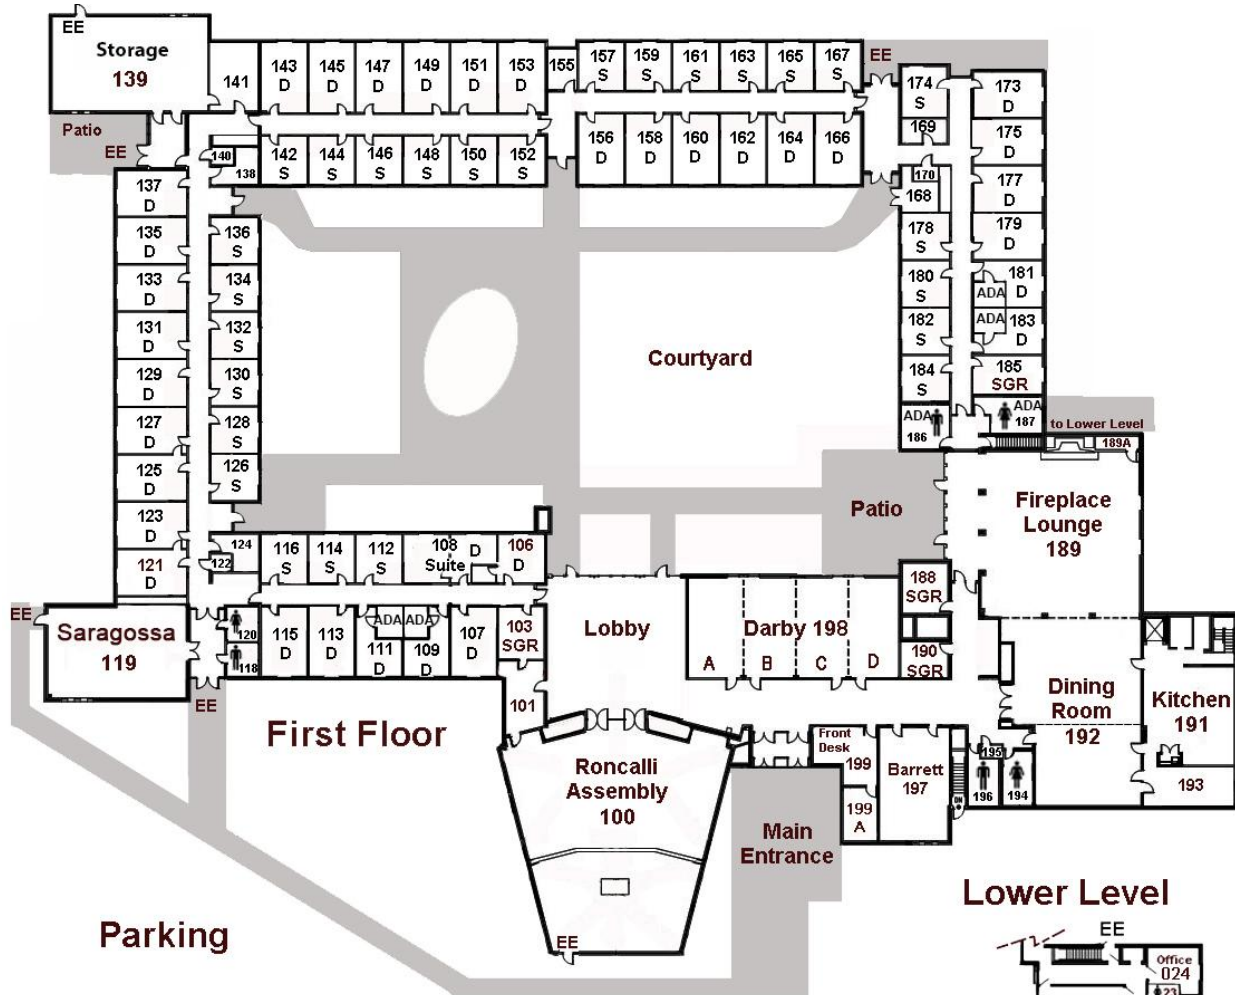 EE
Storage
139
141
143
D
145
D
147
D
149
D
151
D
153
D
155
157
S
159
S
161
S
163
S
165
S
167
S
EE
174
S
169
173
D
Patio
EE
140
138
142
S
144
S
146
S
148
S
150
S
152
S
156
D
158
D
160
D
162
D
164
D
166
D
175
D
170
168
177
D
137
D
135
D
133
D
131
D
129
D
127
D
125
D
123
D
121
D
136
S
134
S
132
S
130
S
128
S
126
S
178
S
180
S
182
S
184
S
179
D
181
D
ADA
ADA
183
D
185
SGR
Courtyard
ADA
186
ADA
187
to Lower Level
189A
Patio
Fireplace
Lounge
189
124
122
116
S
114
S
112
S
108
Suite
D
106
D
188
SGR
190
SGR
EE
Saragossa
119
120
118
EE
115
D
113
D
ADA
ADA
111
D
109
D
107
D
103
SGR
101
Lobby
Darby 198
A
B
C
D
Dining
Room
192
Kitchen
191
193
First Floor
Roncalli
Assembly
100
EE
Front
Desk
199
199
A
Barrett
197
DN
195
196
194
Main
Entrance
Parking
Lower Level
EE
Office
024
23